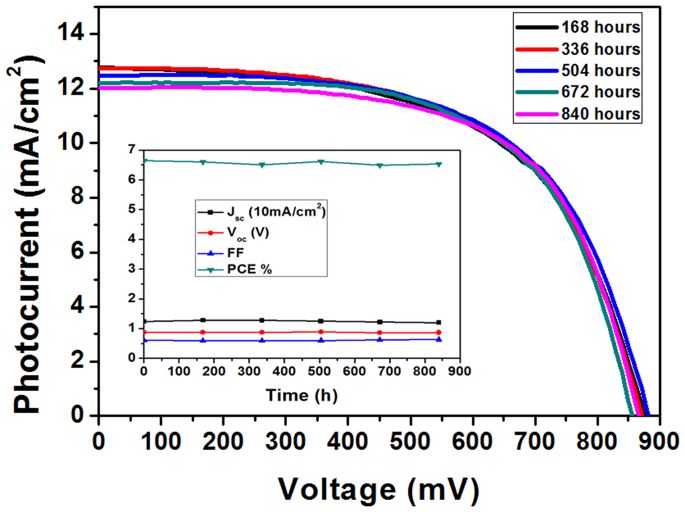 168 hours
336 hours
504 hours
672 hours
840 hours
14
12
10
8
6
4
2
0
0 100 200 300 400 500 600 700 800 900
Photocurrent (mA/cm²)
Voltage (mV)
7
6
5
4
3
2
1
0
0 100 200 300 400 500 600 700 800 900
Time (h)
Jsc (10mA/cm²)
Voc (V)
FF
PCE %